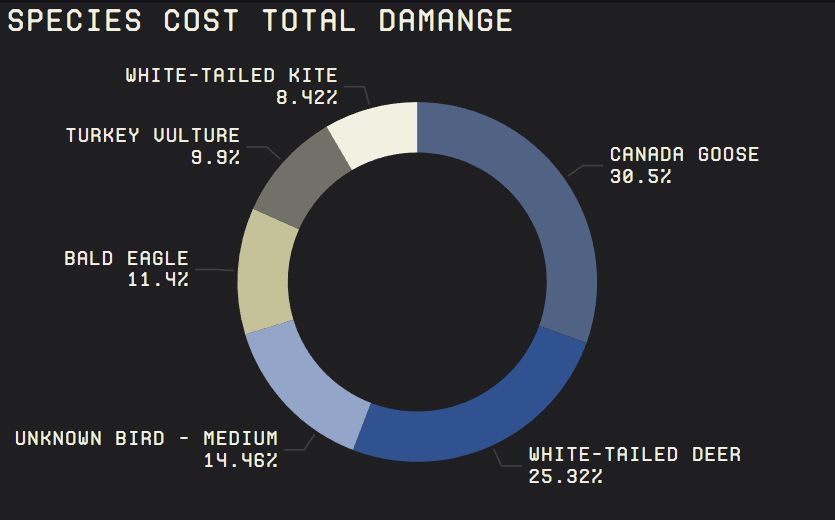 SPECIES COST TOTAL DAMANGE
WHITE-TAILED KITE
8.42%
TURKEY VULTURE
9.9%
CANADA GOOSE
30.5%
BALD EAGLE
11.4%
UNKNOWN BIRD - MEDIUM
14.46%
WHITE-TAILED DEER
25.32%